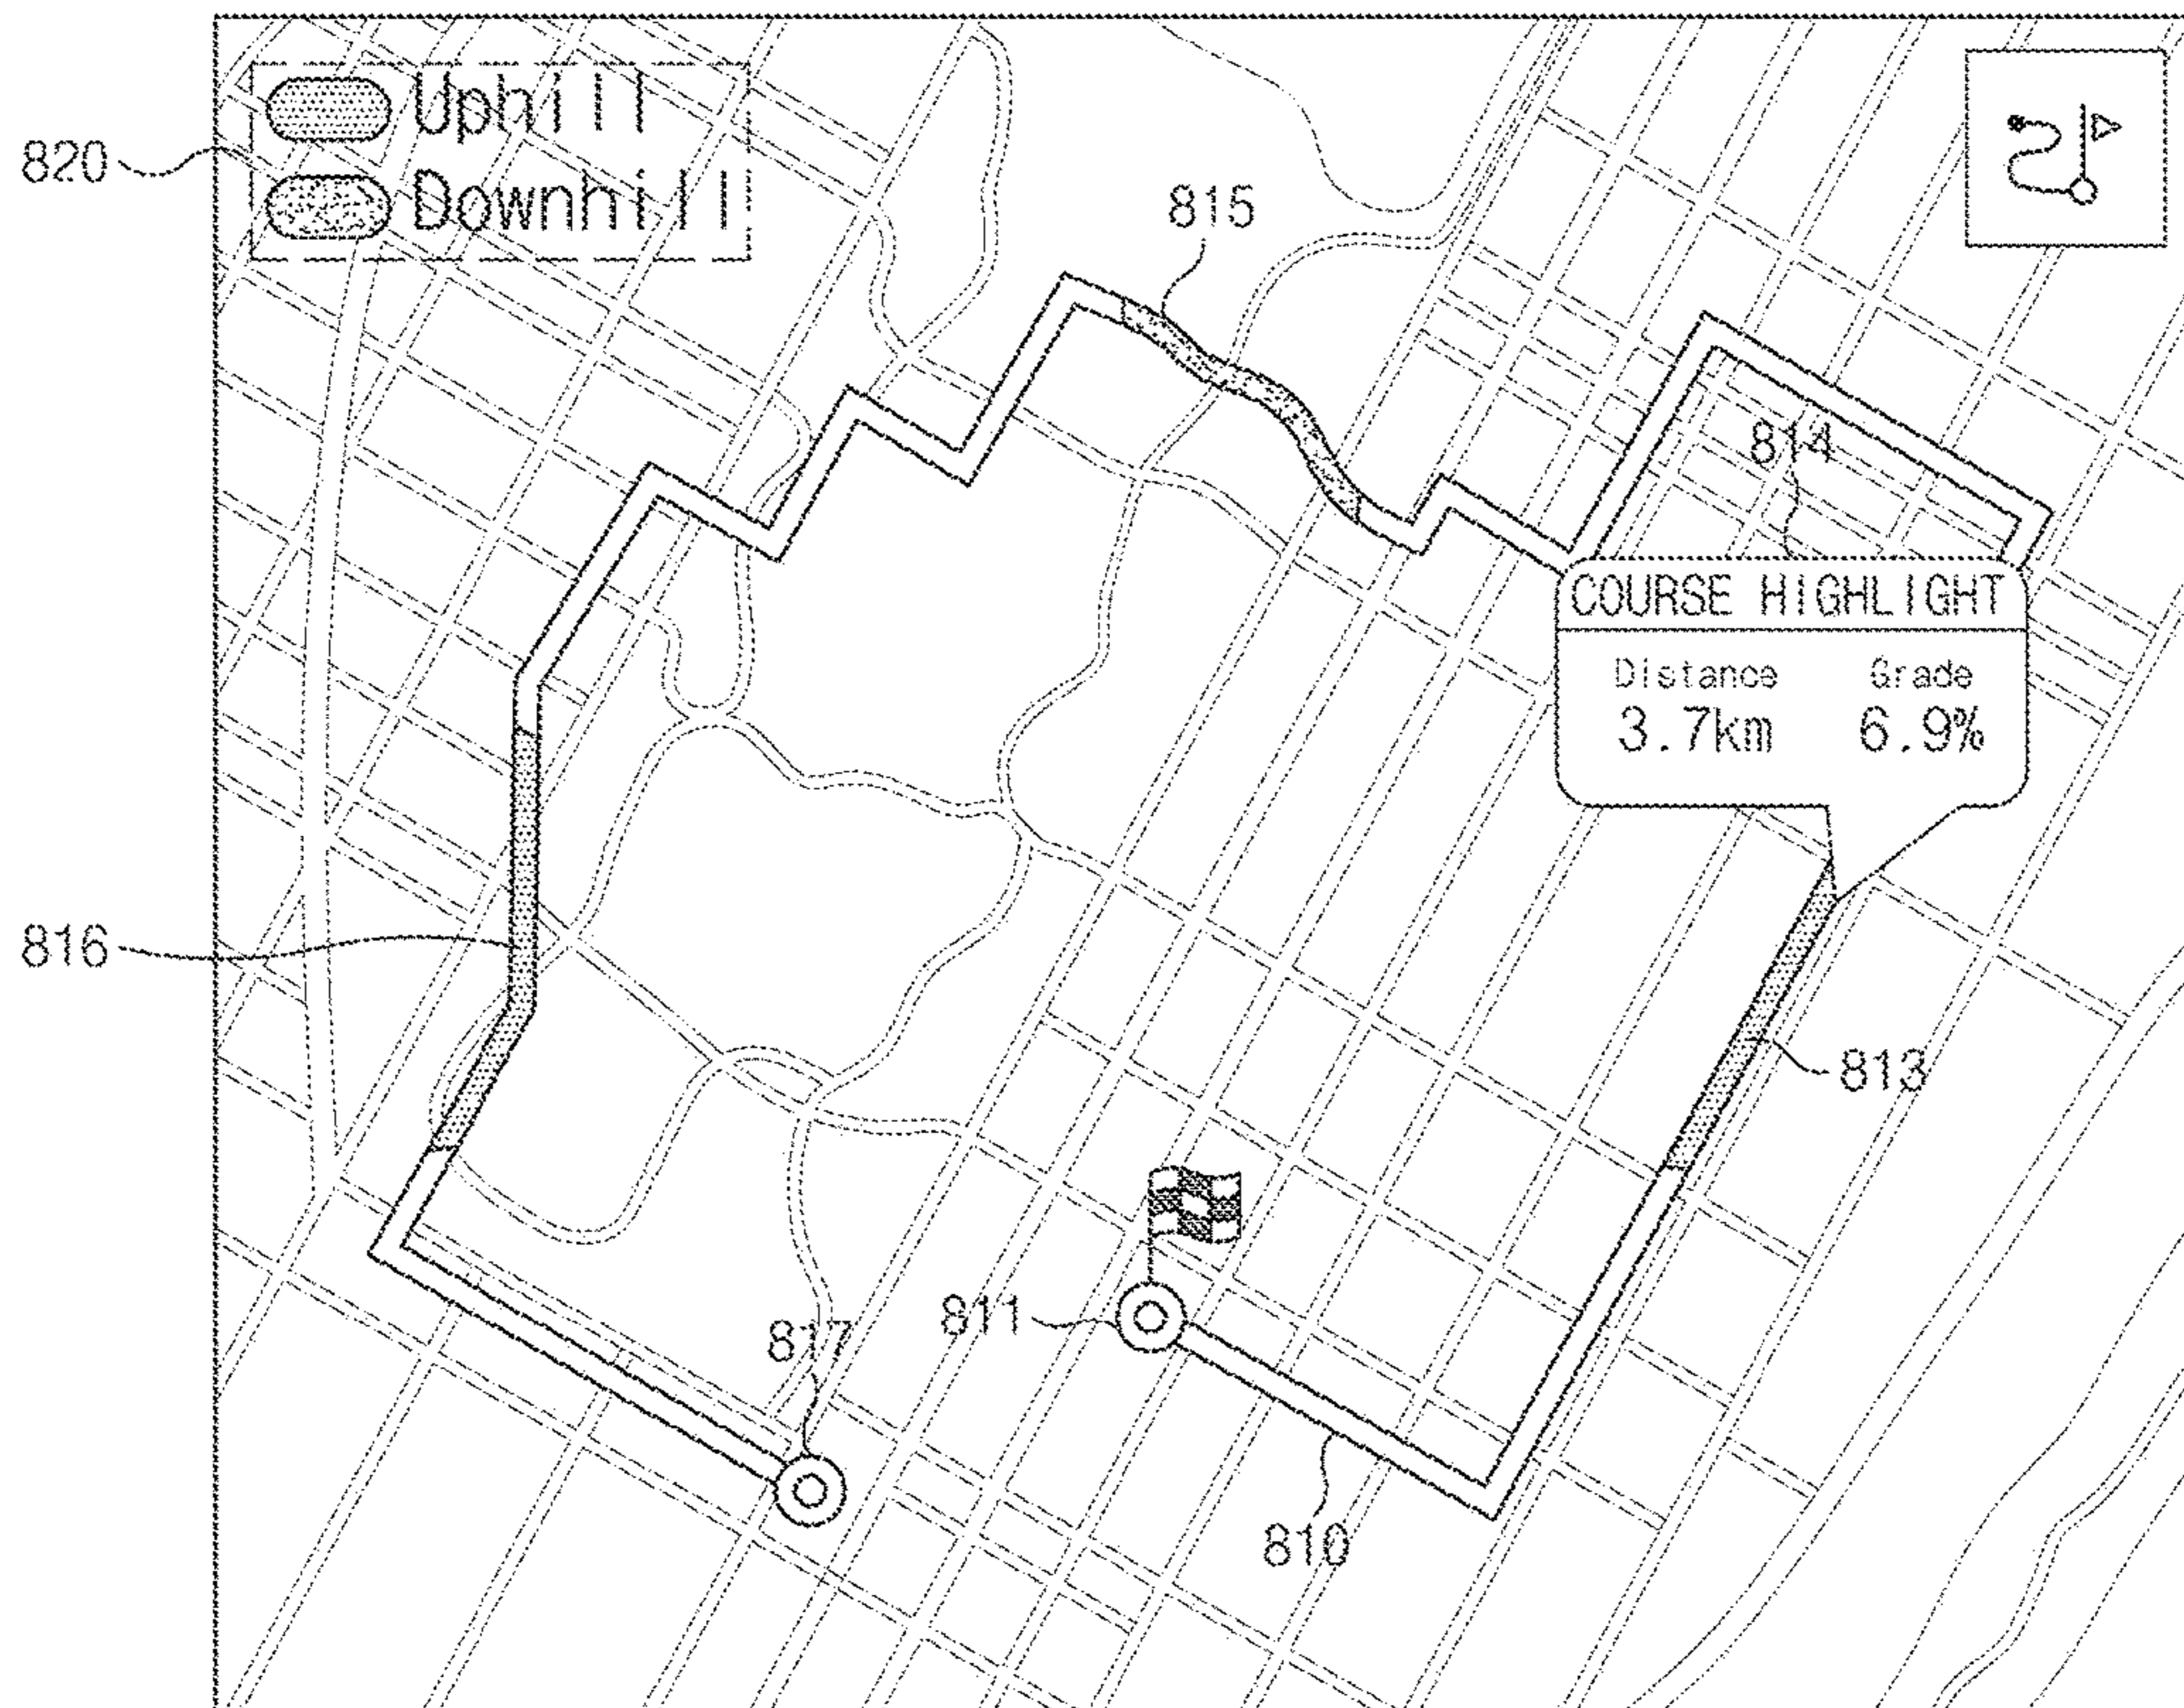 Uphill
820
Downhill
815
814
COURSE HIGHLIGHT
Distance Grade
3.7km 6.9%
816
813
811
817
810